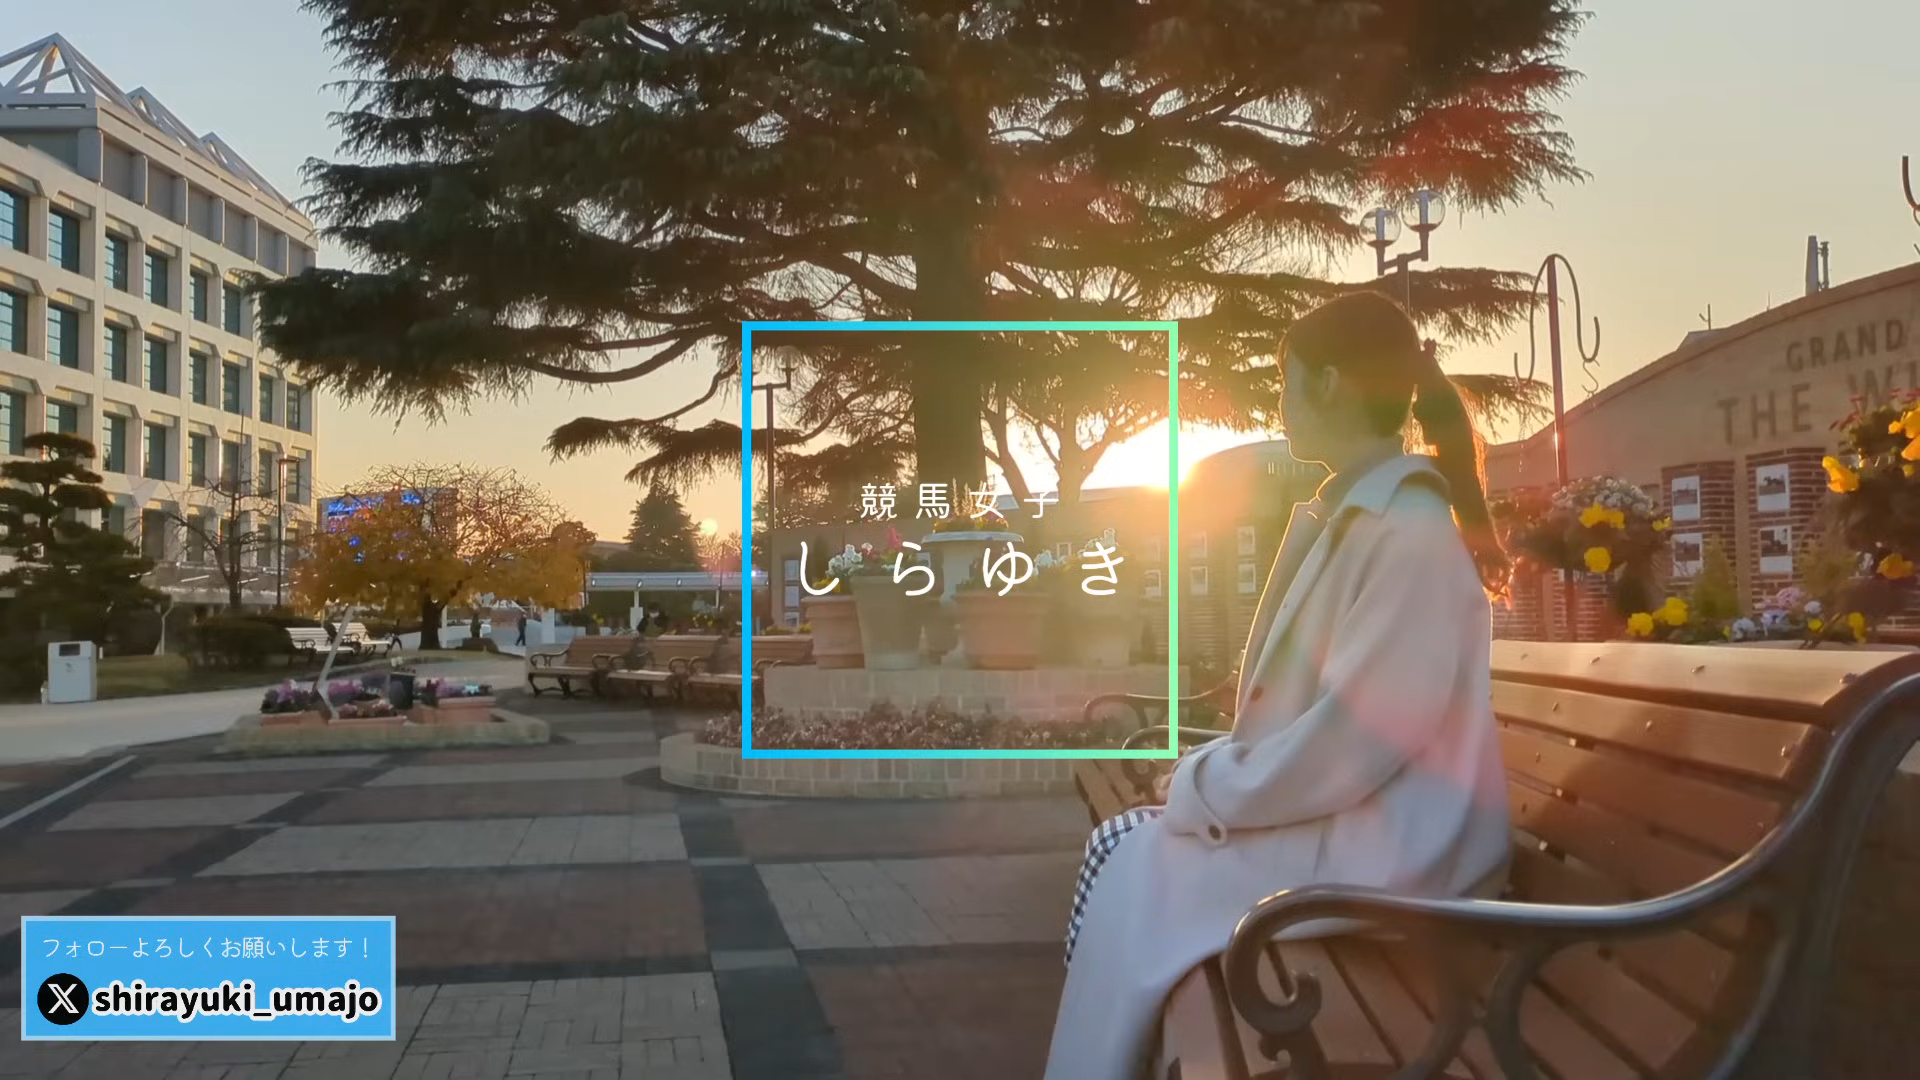 GRAND
THE
競馬女子
しらゆき
フォローよろしくお願いします！
shirayuki_umajo